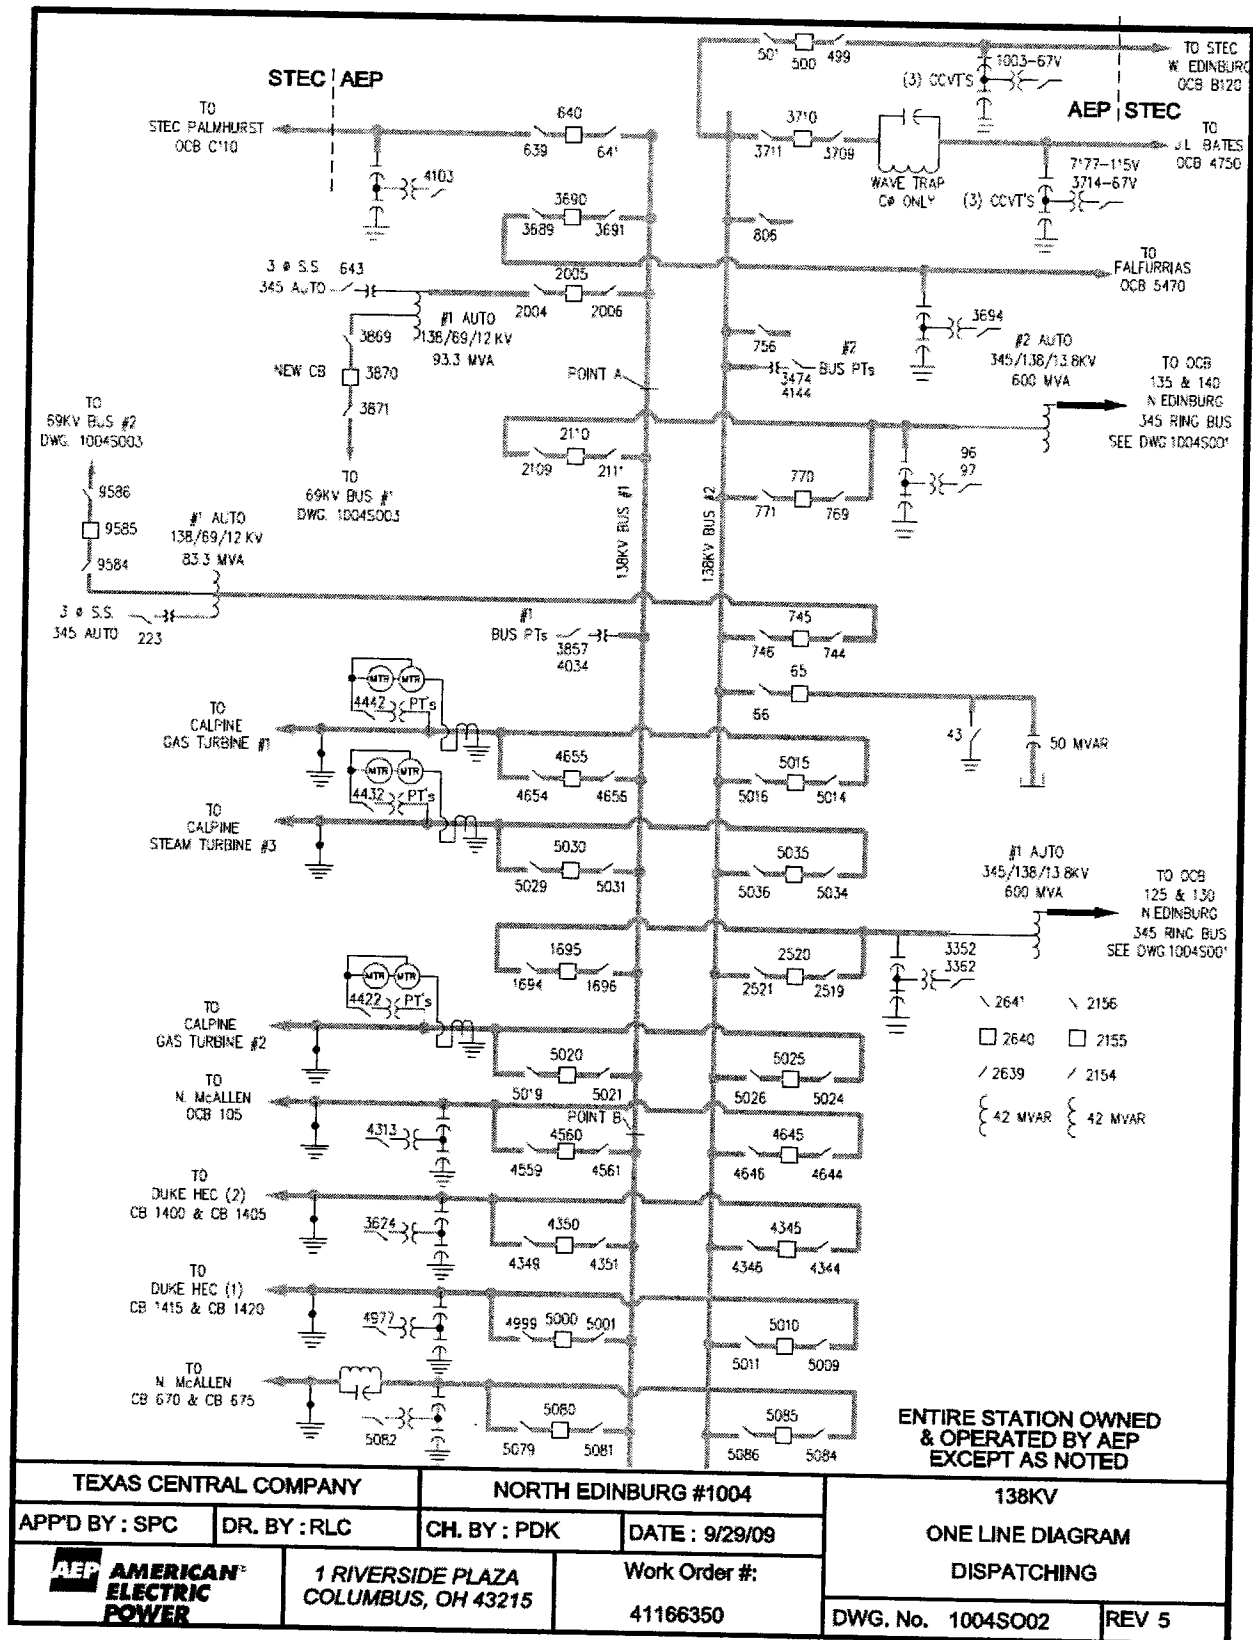 501 500 499
1003-67V
(3) CCVT'S
TO STEC
W. EDINBURG
OCB B120
STEC | AEP
AEP | STEC
TO
STEC PALMHURST
OCB C110
640
639 641
4103
3710
3711 3709
WAVE TRAP
CØ ONLY
7177-115V
3714-67V
(3) CCVT'S
TO
J.L. BATES
OCB 4750
3690
3689 3691
806
TO
FALFURRIAS
OCB 5470
3 Ø S.S. 643
345 AUTO
2005
2004 2006
#1 AUTO
138/69/12 KV
93.3 MVA
3869
NEW CB 3870
3871
TO
69KV BUS #1
DWG. 1004S003
3694
756
#2
BUS PTs
3474
4144
POINT A
#2 AUTO
345/138/13.8KV
600 MVA
TO OCB
135 & 140
N EDINBURG
345 RING BUS
SEE DWG 1004S001
TO
69KV BUS #2
DWG. 1004S003
9586
9585
9584
2110
2109 2111
96
97
770
771 769
138KV BUS #1
138KV BUS #2
#1 AUTO
138/69/12 KV
83.3 MVA
3 Ø S.S.
345 AUTO 223
#1
BUS PTs
3857
4034
745
746 744
65
66
43
50 MVAR
MTR MTR
4442 PT's
TO
CALPINE
GAS TURBINE #1
4655
4654 4656
5015
5016 5014
MTR MTR
4432 PT's
TO
CALPINE
STEAM TURBINE #3
5030
5029 5031
5035
5036 5034
#1 AUTO
345/138/13.8KV
600 MVA
TO OCB
125 & 130
N EDINBURG
345 RING BUS
SEE DWG 1004S001
1695
1694 1696
2520
2521 2519
3352
3362
2641 2156
2640 2155
2639 2154
42 MVAR 42 MVAR
MTR MTR
4422 PT's
TO
CALPINE
GAS TURBINE #2
5020
5019 5021
5025
5026 5024
TO
N. McALLEN
OCB 105
4313
POINT B
4560
4559 4561
4645
4646 4644
TO
DUKE HEC (2)
CB 1400 & CB 1405
3624
4350
4349 4351
4345
4346 4344
TO
DUKE HEC (1)
CB 1415 & CB 1420
4977
4999 5000 5001
5010
5011 5009
TO
N. McALLEN
CB 670 & CB 675
5082
5080
5079 5081
5085
5086 5084
ENTIRE STATION OWNED
& OPERATED BY AEP
EXCEPT AS NOTED
TEXAS CENTRAL COMPANY
NORTH EDINBURG #1004
APP'D BY : SPC
DR. BY : RLC
CH. BY : PDK
DATE : 9/29/09
138KV
ONE LINE DIAGRAM
DISPATCHING
AEP AMERICAN®
ELECTRIC
POWER
1 RIVERSIDE PLAZA
COLUMBUS, OH 43215
Work Order #:
41166350
DWG. No. 1004SO02
REV 5